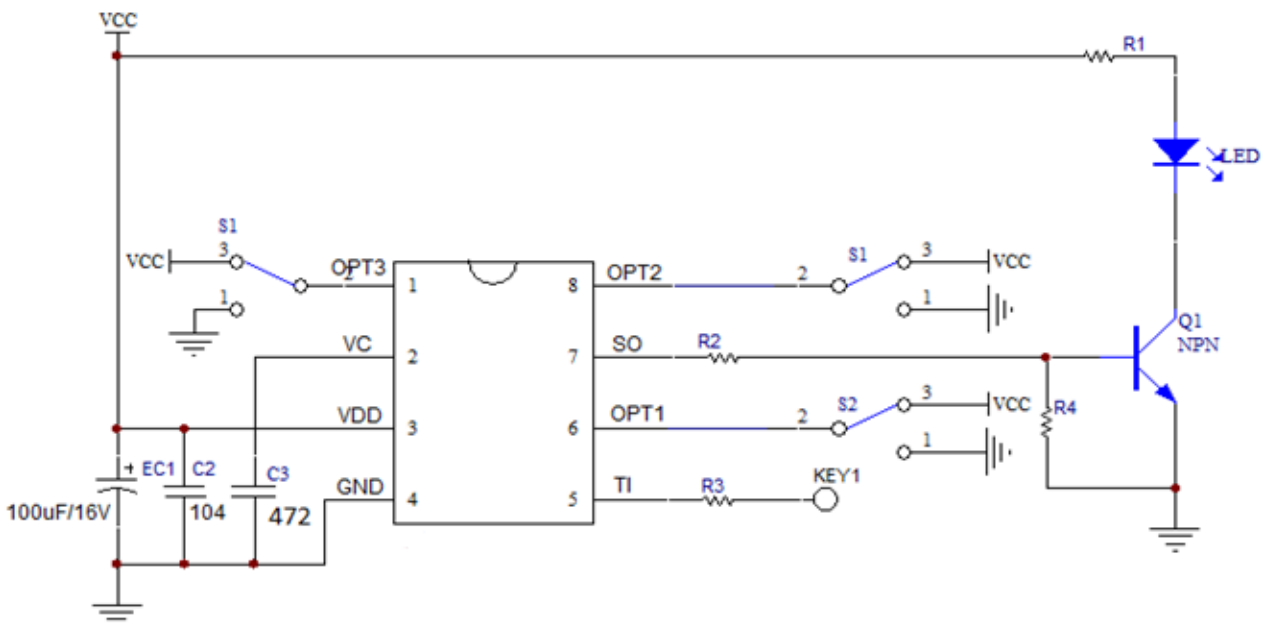 VCC
R1
LED
S1
VCC 3
2
1
OPT3
1
8
OPT2
2
S1
3
VCC
1
VC
2
7
SO
R2
Q1
NPN
VDD
3
6
OPT1
2
S2
3
VCC
1
R4
+ EC1
100uF/16V
C2
104
C3
472
GND
4
5
TI
R3
KEY1